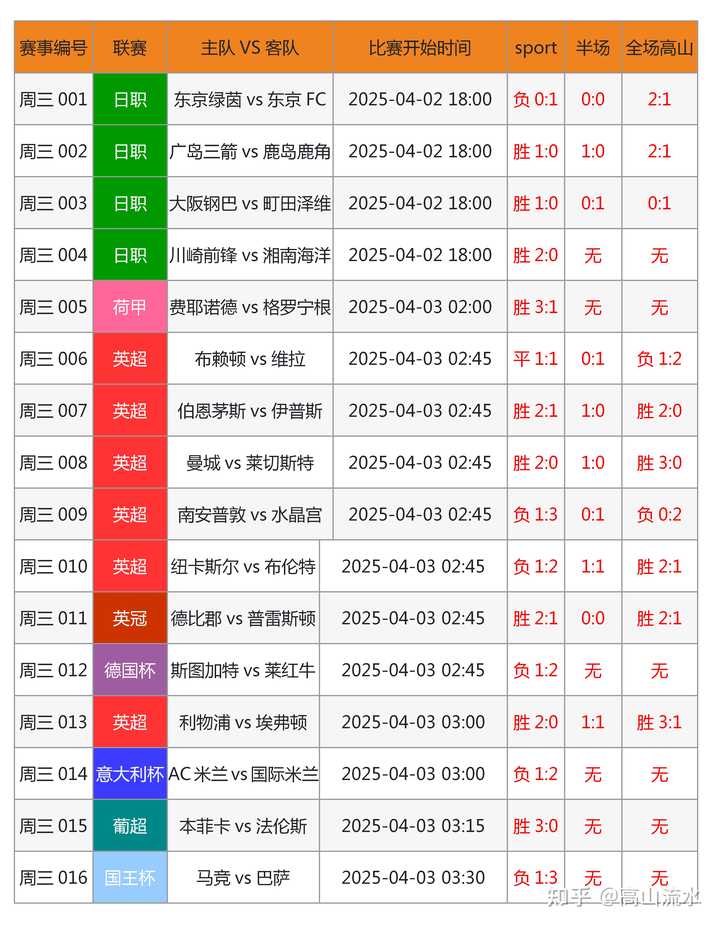 赛事编号 联赛 主队 VS 客队 比赛开始时间 sport 半场 全场高山
周三 001 日职 东京绿茵 vs 东京 FC 2025-04-02 18:00 负 0:1 0:0 2:1
周三 002 日职 广岛三箭 vs 鹿岛鹿角 2025-04-02 18:00 胜 1:0 1:0 2:1
周三 003 日职 大阪钢巴 vs 町田泽维 2025-04-02 18:00 胜 1:0 0:1 0:1
周三 004 日职 川崎前锋 vs 湘南海洋 2025-04-02 18:00 胜 2:0 无 无
周三 005 荷甲 费耶诺德 vs 格罗宁根 2025-04-03 02:00 胜 3:1 无 无
周三 006 英超 布赖顿 vs 维拉 2025-04-03 02:45 平 1:1 0:1 负 1:2
周三 007 英超 伯恩茅斯 vs 伊普斯 2025-04-03 02:45 胜 2:1 1:0 胜 2:0
周三 008 英超 曼城 vs 莱切斯特 2025-04-03 02:45 胜 2:0 1:0 胜 3:0
周三 009 英超 南安普敦 vs 水晶宫 2025-04-03 02:45 负 1:3 0:1 负 0:2
周三 010 英超 纽卡斯尔 vs 布伦特 2025-04-03 02:45 负 1:2 1:1 胜 2:1
周三 011 英冠 德比郡 vs 普雷斯顿 2025-04-03 02:45 胜 2:1 0:0 胜 2:1
周三 012 德国杯 斯图加特 vs 莱红牛 2025-04-03 02:45 负 1:2 无 无
周三 013 英超 利物浦 vs 埃弗顿 2025-04-03 03:00 胜 2:0 1:1 胜 3:1
周三 014 意大利杯 AC 米兰 vs 国际米兰 2025-04-03 03:00 负 1:2 无 无
周三 015 葡超 本菲卡 vs 法伦斯 2025-04-03 03:15 胜 3:0 无 无
周三 016 国王杯 马竞 vs 巴萨 2025-04-03 03:30 负 1:3 无 无
知乎 @高山流水